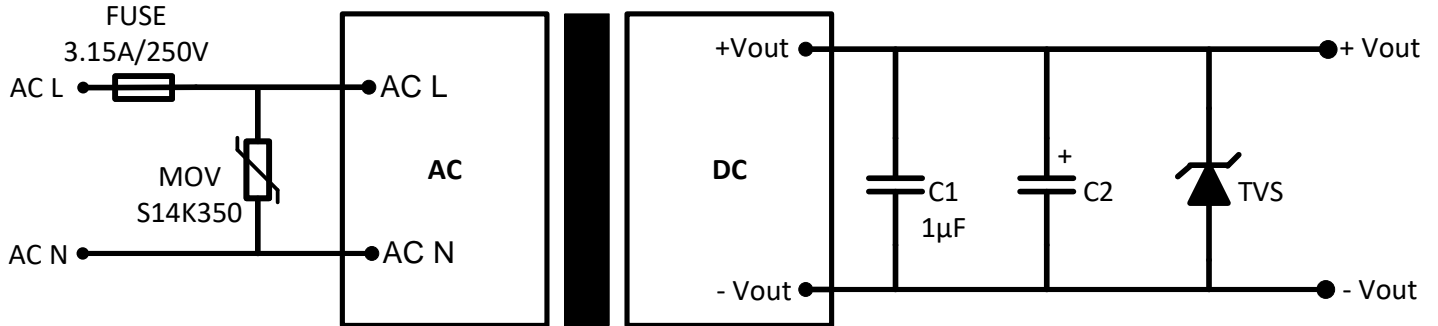 FUSE
3.15A/250V
AC L
AC L
MOV
S14K350
AC N
AC N
AC
DC
+Vout
- Vout
C1
1µF
+
C2
TVS
+ Vout
- Vout